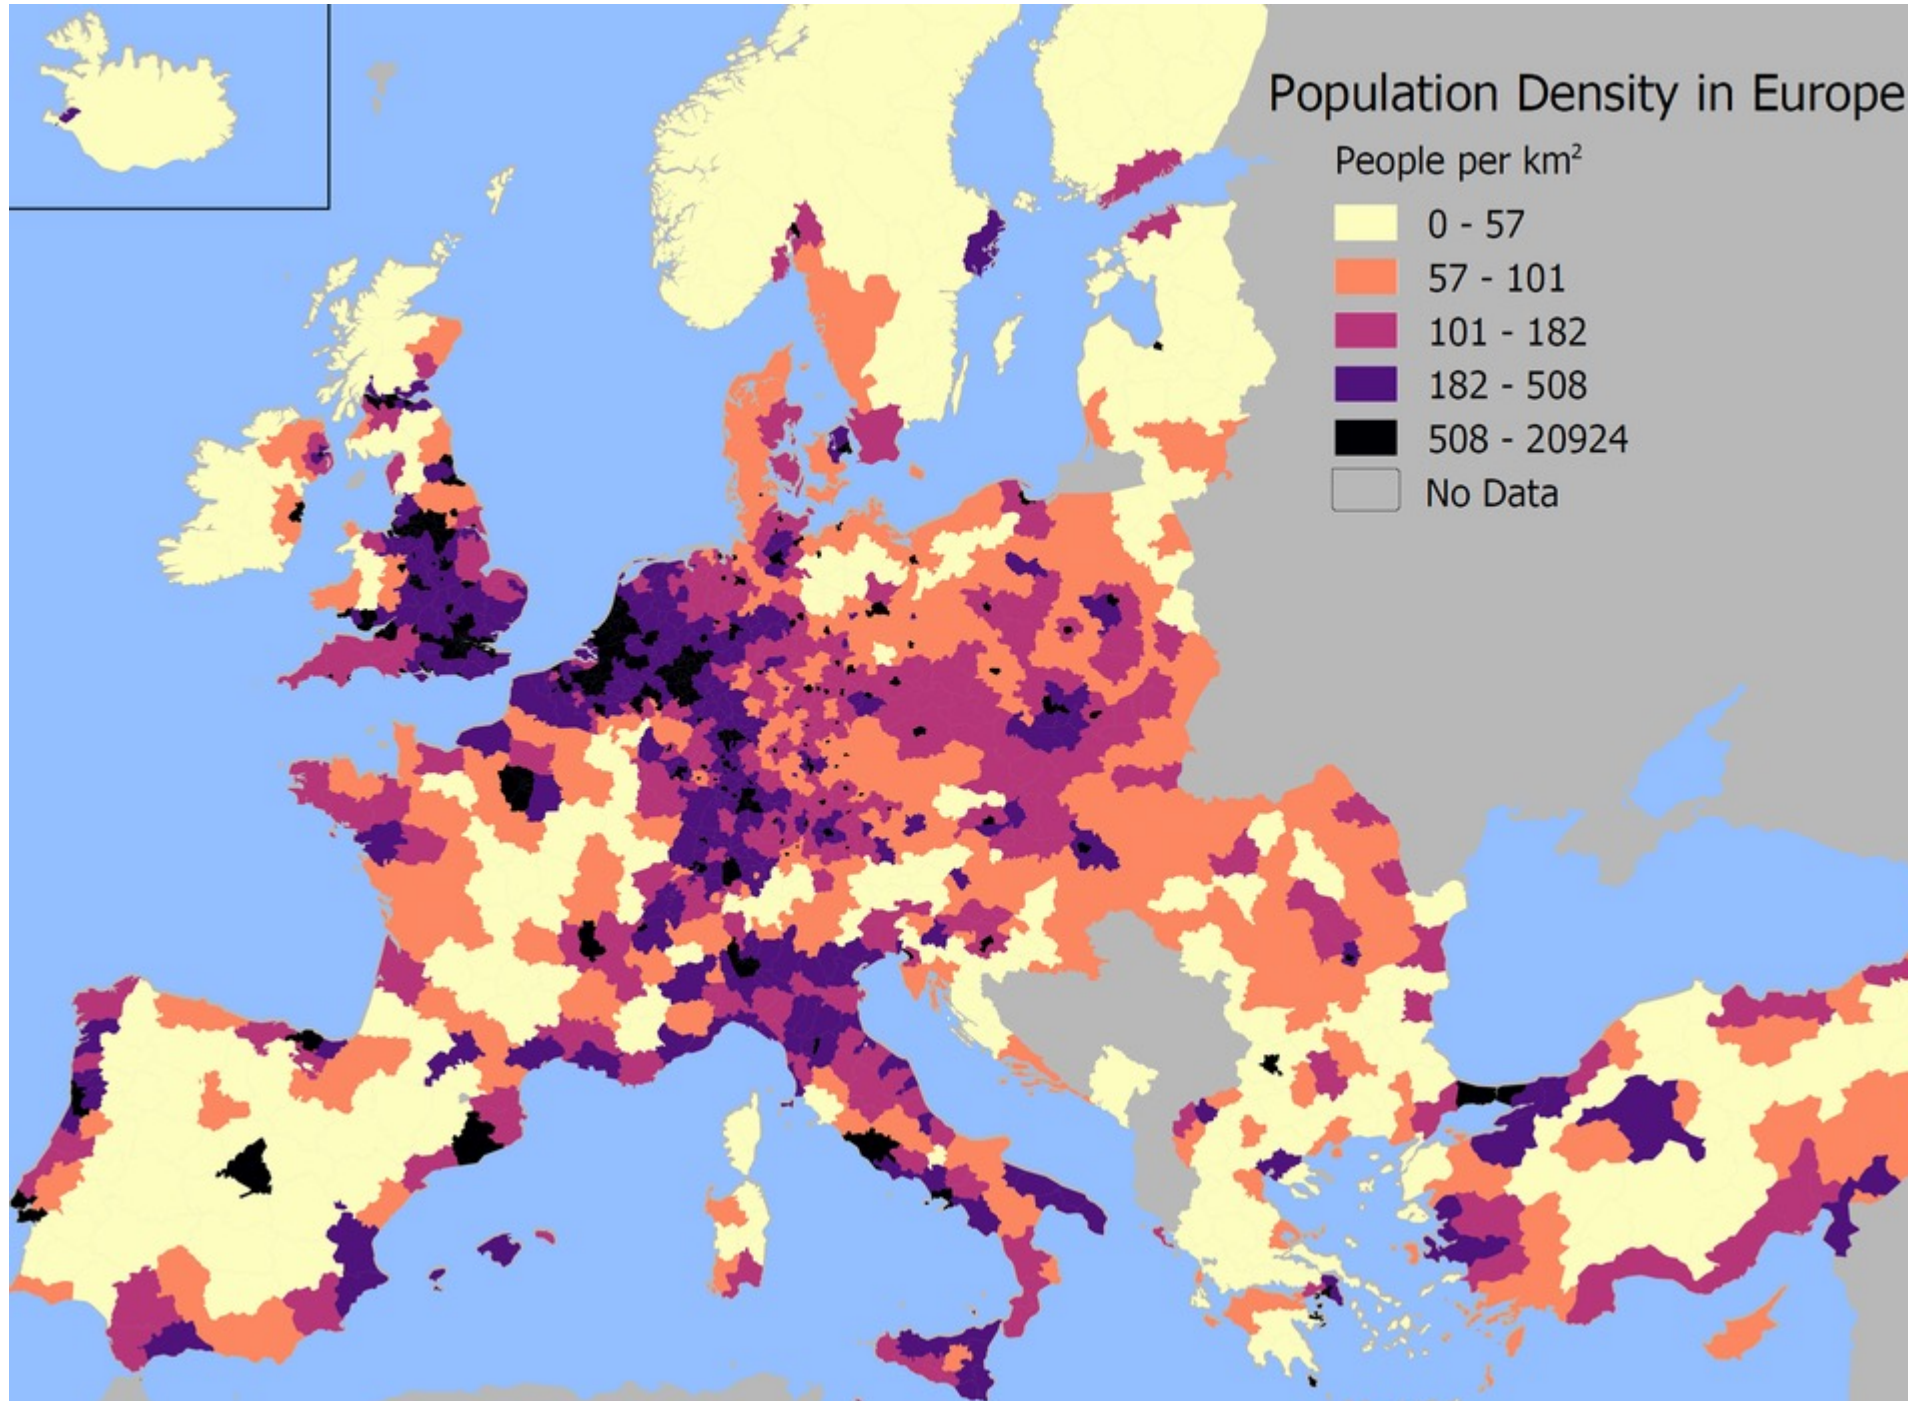 Population Density in Europe
People per km²
0 - 57
57 - 101
101 - 182
182 - 508
508 - 20924
No Data